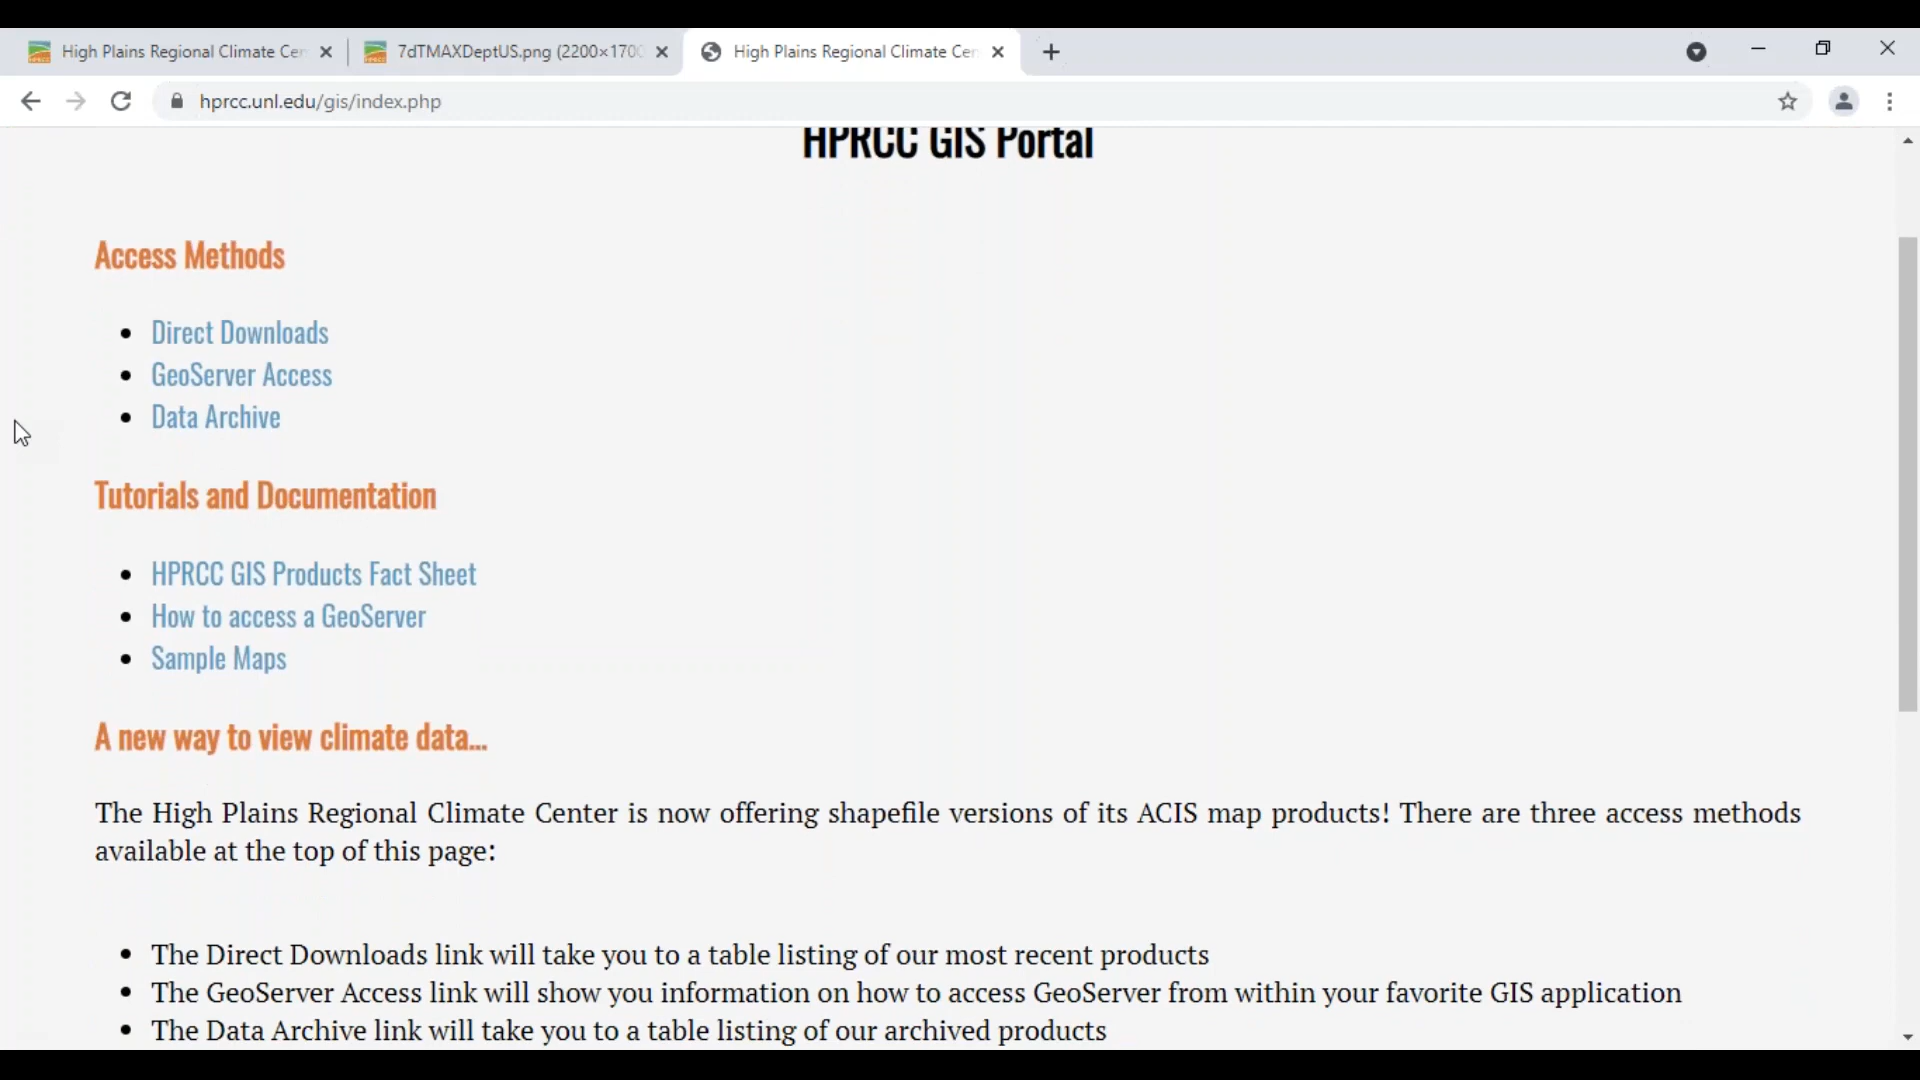 High Plains Regional Climate Cen
7dTMAXDeptUS.png (2200×170
High Plains Regional Climate Cen
hprcc.unl.edu/gis/index.php
HPRCC GIS Portal
Access Methods
Direct Downloads
GeoServer Access
Data Archive
Tutorials and Documentation
HPRCC GIS Products Fact Sheet
How to access a GeoServer
Sample Maps
A new way to view climate data...
The High Plains Regional Climate Center is now offering shapefile versions of its ACIS map products! There are three access methods
available at the top of this page:
The Direct Downloads link will take you to a table listing of our most recent products
The GeoServer Access link will show you information on how to access GeoServer from within your favorite GIS application
The Data Archive link will take you to a table listing of our archived products